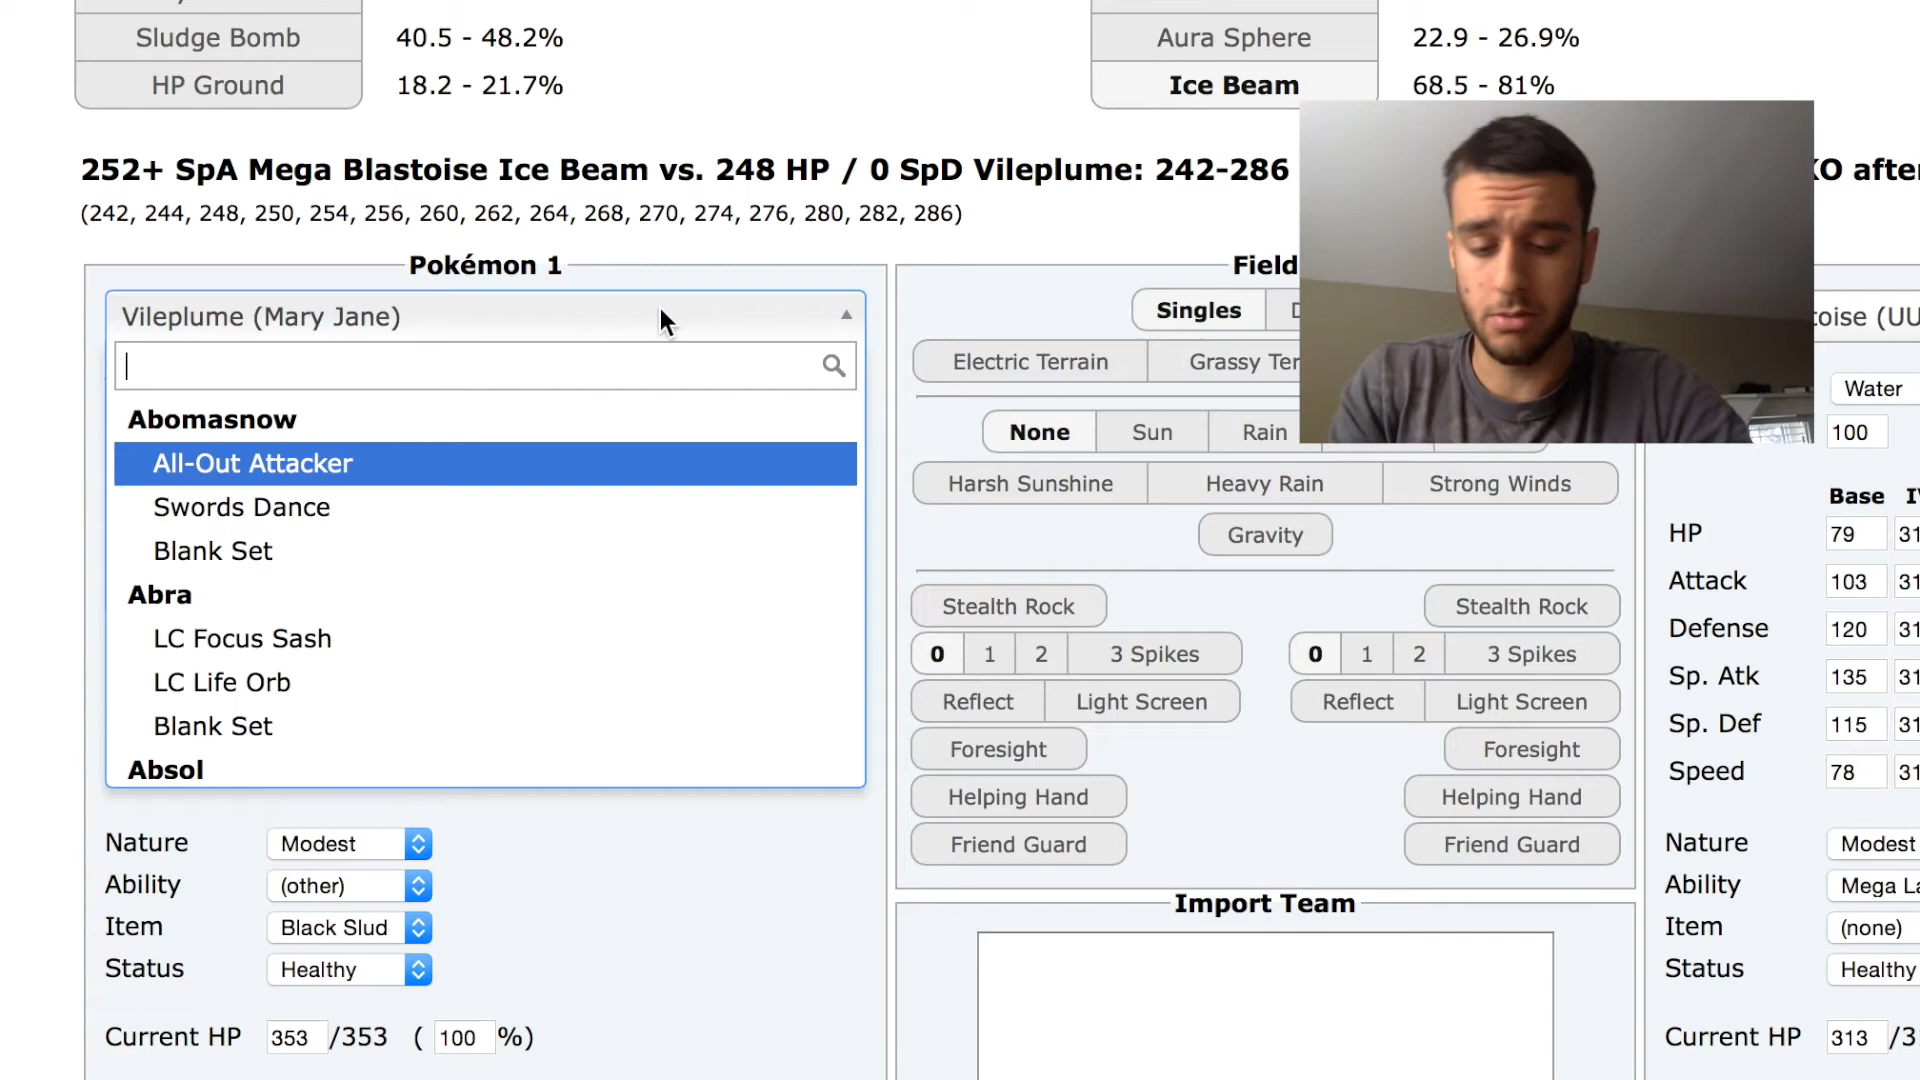 Sludge Bomb 40.5 - 48.2% Aura Sphere 22.9 - 26.9%
HP Ground 18.2 - 21.7% Ice Beam 68.5 - 81%
252+ SpA Mega Blastoise Ice Beam vs. 248 HP / 0 SpD Vileplume: 242-286 KO after
(242, 244, 248, 250, 254, 256, 260, 262, 264, 268, 270, 274, 276, 280, 282, 286)
Pokémon 1
Vileplume (Mary Jane)
Abomasnow
All-Out Attacker
Swords Dance
Blank Set
Abra
LC Focus Sash
LC Life Orb
Blank Set
Absol
Nature Modest
Ability (other)
Item Black Slud
Status Healthy
Current HP 353 /353 ( 100 %)
Field
Singles D
Electric Terrain Grassy Ter
None Sun Rain
Harsh Sunshine Heavy Rain Strong Winds
Gravity
Stealth Rock Stealth Rock
0 1 2 3 Spikes 0 1 2 3 Spikes
Reflect Light Screen Reflect Light Screen
Foresight Foresight
Helping Hand Helping Hand
Friend Guard Friend Guard
Import Team
toise (UU
Water
100
Base IV
HP 79 31
Attack 103 31
Defense 120 31
Sp. Atk 135 31
Sp. Def 115 31
Speed 78 31
Nature Modest
Ability Mega La
Item (none)
Status Healthy
Current HP 313 /3